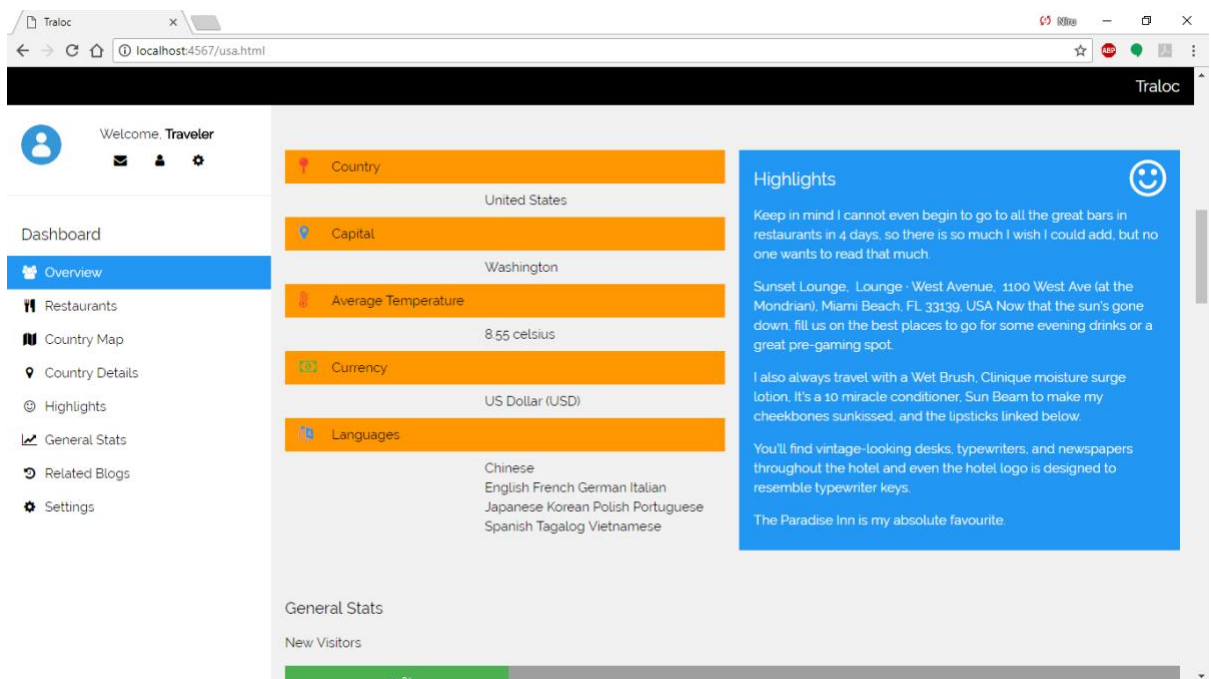 Traloc
Niru
localhost:4567/usa.html
ABP
Traloc
Welcome, Traveler
Dashboard
Overview
Restaurants
Country Map
Country Details
Highlights
General Stats
Related Blogs
Settings
Country
United States
Capital
Washington
Average Temperature
8.55 celsius
Currency
US Dollar (USD)
Languages
Chinese
English French German Italian
Japanese Korean Polish Portuguese
Spanish Tagalog Vietnamese
Highlights
Keep in mind I cannot even begin to go to all the great bars in
restaurants in 4 days, so there is so much I wish I could add, but no
one wants to read that much.
Sunset Lounge, Lounge · West Avenue, 1100 West Ave (at the
Mondrian), Miami Beach, FL 33139, USA Now that the sun's gone
down, fill us on the best places to go for some evening drinks or a
great pre-gaming spot.
I also always travel with a Wet Brush, Clinique moisture surge
lotion, It's a 10 miracle conditioner, Sun Beam to make my
cheekbones sunkissed, and the lipsticks linked below.
You'll find vintage-looking desks, typewriters, and newspapers
throughout the hotel and even the hotel logo is designed to
resemble typewriter keys.
The Paradise Inn is my absolute favourite.
General Stats
New Visitors